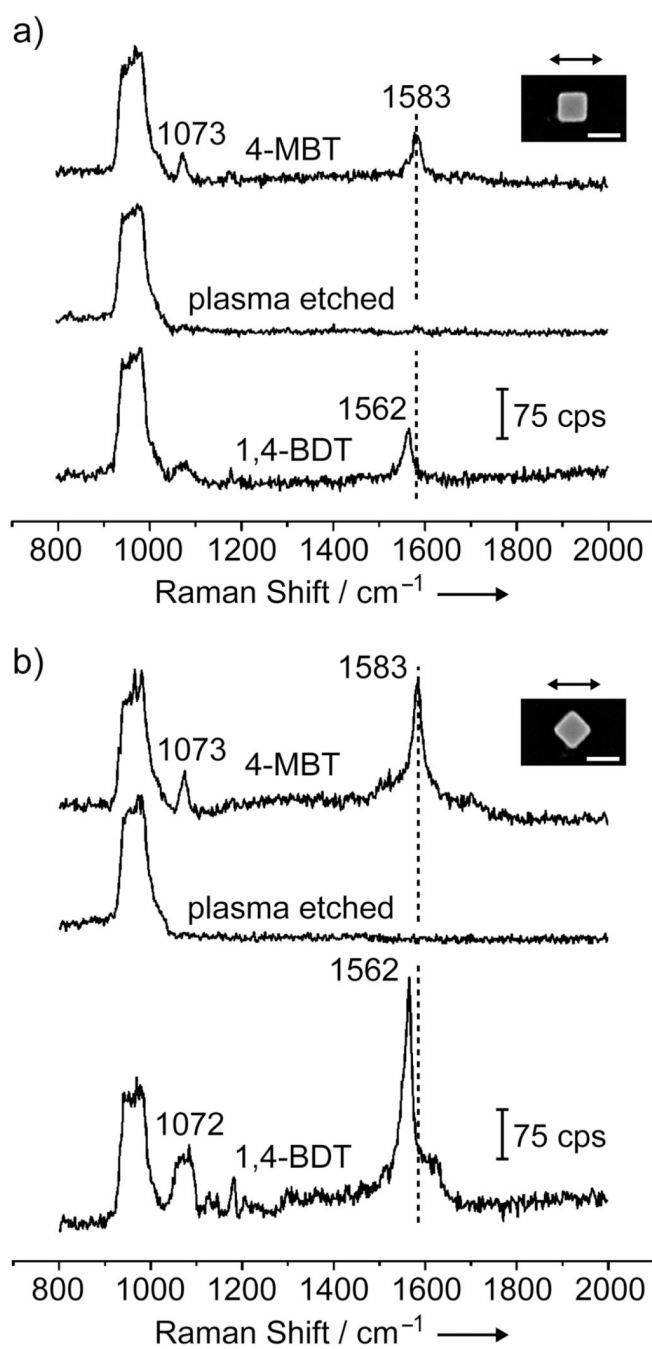 a)
1583
1073
4-MBT
plasma etched
1562
75 cps
1,4-BDT
800 1000 1200 1400 1600 1800 2000
Raman Shift / cm⁻¹
b)
1583
1073
4-MBT
plasma etched
1562
1072
75 cps
1,4-BDT
800 1000 1200 1400 1600 1800 2000
Raman Shift / cm⁻¹